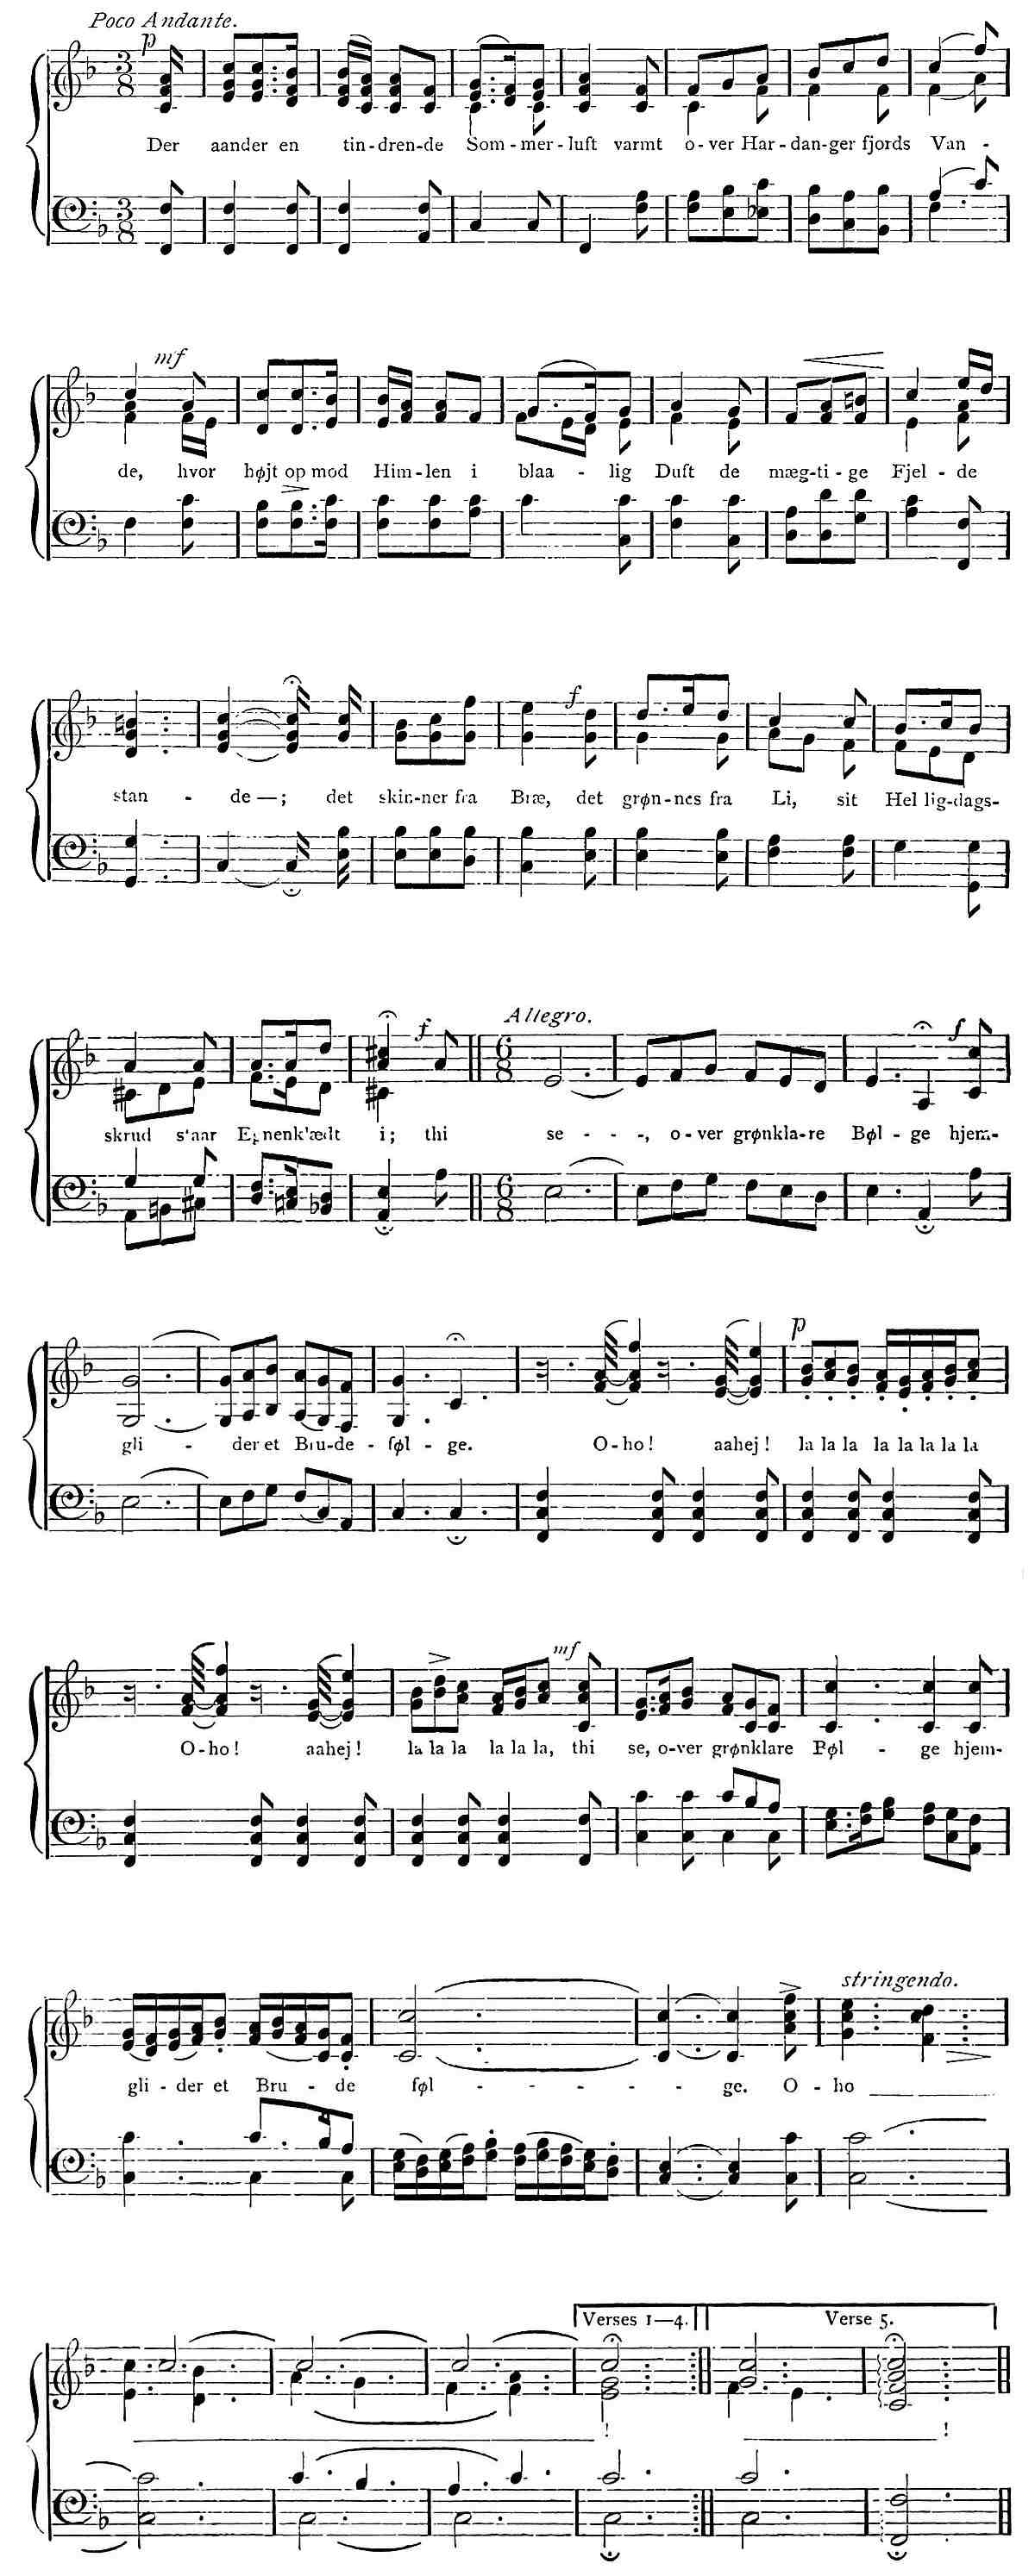 Poco Andante.
p
Der aander en tin-dren-de Som-mer-luft varmt o-ver Har-dan-ger fjords Van-
mf
de, hvor højt op mod Him-len i blaa-lig Duft de mæg-ti-ge Fjel-de
f
stan-de—; det skin-ner fra Bræ, det grøn-nes fra Li, sit Hel lig-dags-
f
Allegro.
f
skrud staar Egnenklædt i; thi se---, o-ver grønkla-re Bøl-ge hjem-
p
gli-der et Bru-de-føl-ge. O-ho! aahej! la la la la la la la la
mf
O-ho! aahej! la la la la la la, thi se, o-ver grønklare Bøl-ge hjem-
stringendo.
gli-der et Bru-de føl-----ge. O-ho
Verses 1—4. Verse 5.
! !